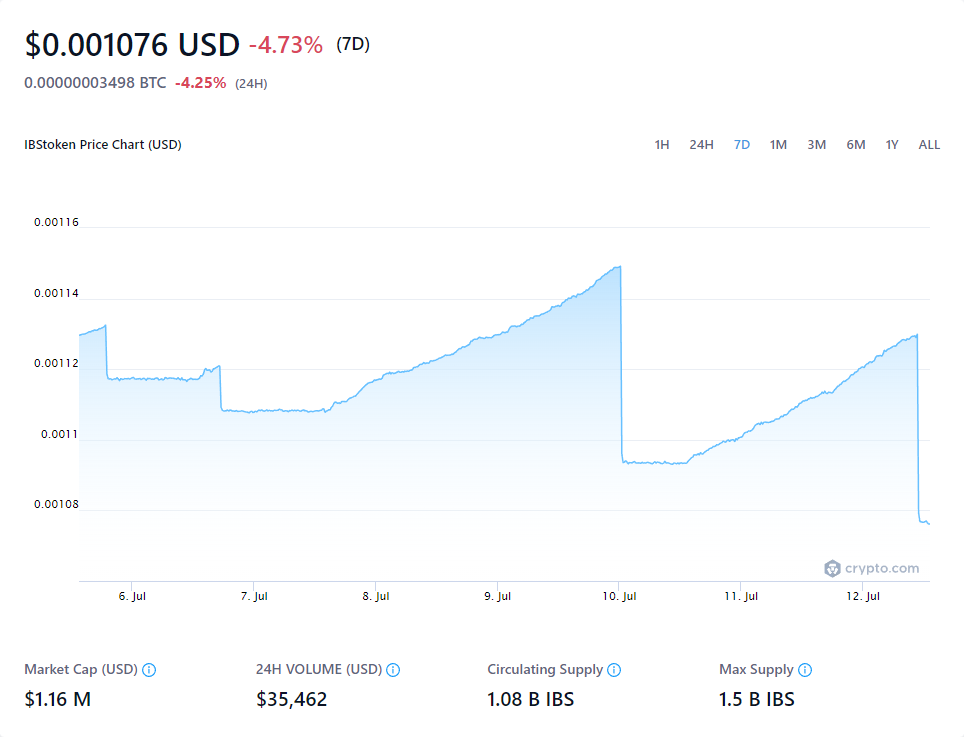 $0.001076 USD -4.73% (7D)
0.00000003498 BTC -4.25% (24H)
IBStoken Price Chart (USD) 1H 24H 7D 1M 3M 6M 1Y ALL
0.00116
0.00114
0.00112
0.0011
0.00108
crypto.com
6. Jul 7. Jul 8. Jul 9. Jul 10. Jul 11. Jul 12. Jul
Market Cap (USD) 24H VOLUME (USD) Circulating Supply Max Supply
$1.16 M $35,462 1.08 B IBS 1.5 B IBS